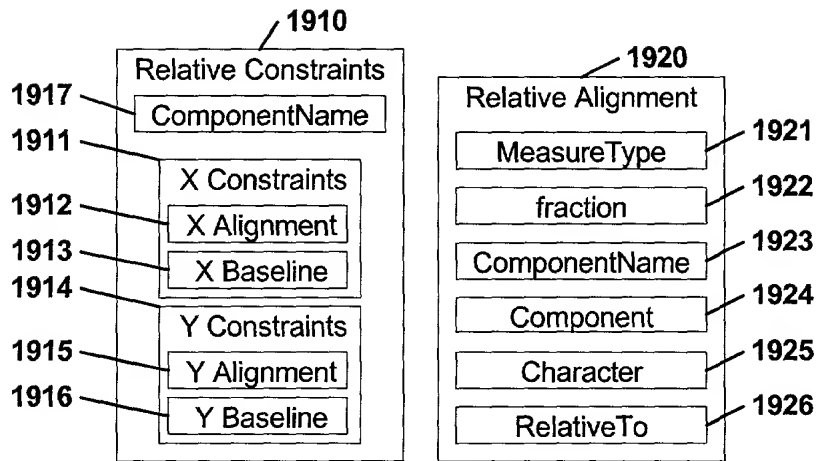 1910
Relative Constraints
1917
ComponentName
1911
X Constraints
1912
X Alignment
1913
X Baseline
1914
Y Constraints
1915
Y Alignment
1916
Y Baseline
1920
Relative Alignment
1921
MeasureType
1922
fraction
1923
ComponentName
1924
Component
1925
Character
1926
RelativeTo